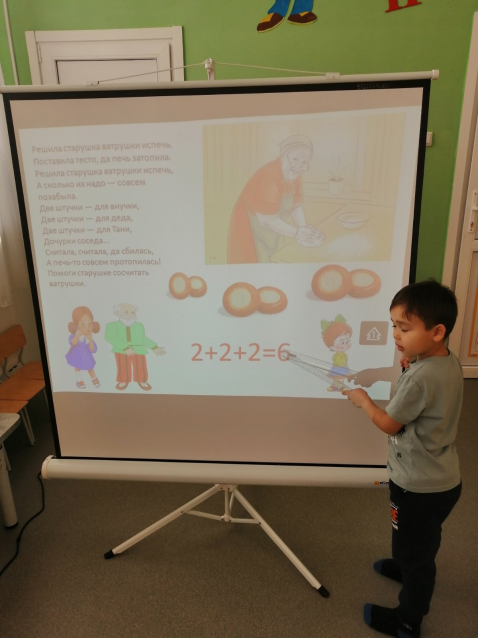 Решила старушка ватрушки испечь.
Поставила тесто, да печь затопила.
Решила старушка ватрушки испечь,
А сколько их надо — совсем
позабыла.
Две штучки — для внучки,
Две штучки — для деда,
Две штучки — для Тани,
Дочурки соседа...
Считала, считала, да сбилась,
А печь-то совсем протопилась!
Помоги старушке сосчитать
ватрушки.
2+2+2=6